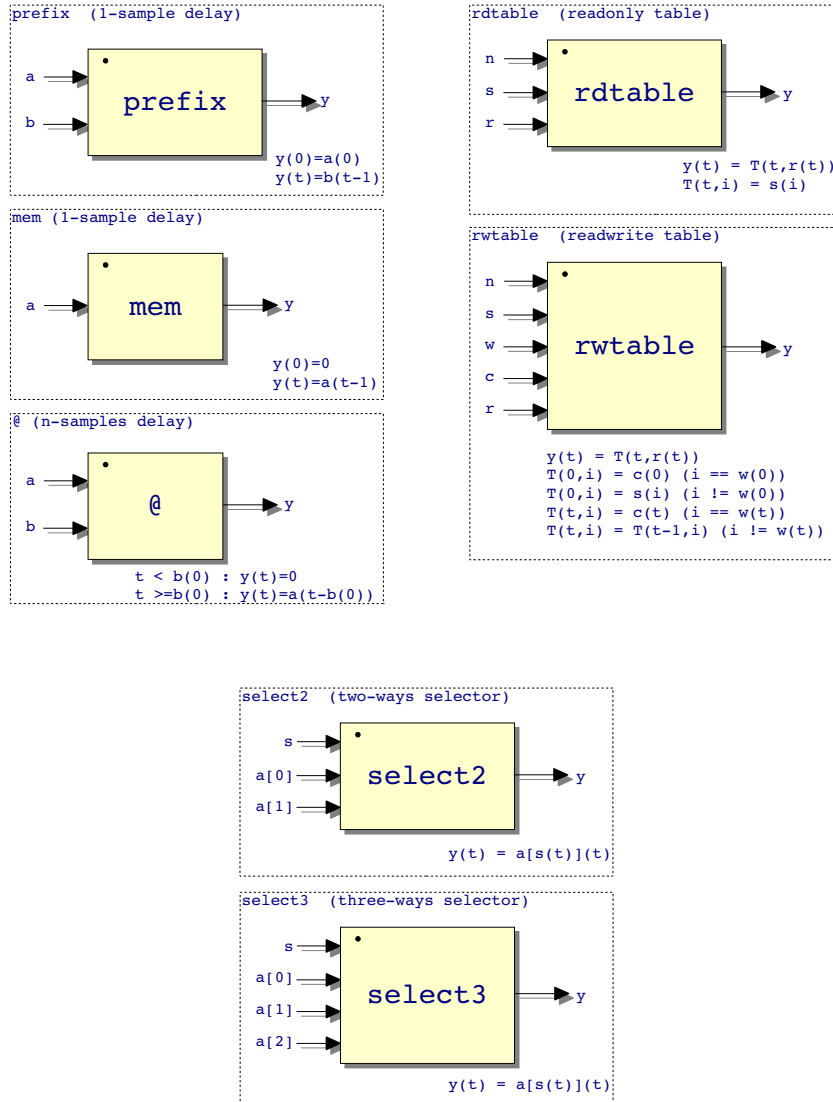 prefix  (1-sample delay)
a
b
prefix
y
y(0)=a(0)
y(t)=b(t-1)
mem (1-sample delay)
a
mem
y
y(0)=0
y(t)=a(t-1)
@ (n-samples delay)
a
b
@
y
t < b(0) : y(t)=0
t >=b(0) : y(t)=a(t-b(0))
rdtable  (readonly table)
n
s
r
rdtable
y
y(t) = T(t,r(t))
T(t,i) = s(i)
rwtable  (readwrite table)
n
s
w
c
r
rwtable
y
y(t) = T(t,r(t))
T(0,i) = c(0) (i == w(0))
T(0,i) = s(i) (i != w(0))
T(t,i) = c(t) (i == w(t))
T(t,i) = T(t-1,i) (i != w(t))
select2  (two-ways selector)
s
a[0]
a[1]
select2
y
y(t) = a[s(t)](t)
select3  (three-ways selector)
s
a[0]
a[1]
a[2]
select3
y
y(t) = a[s(t)](t)